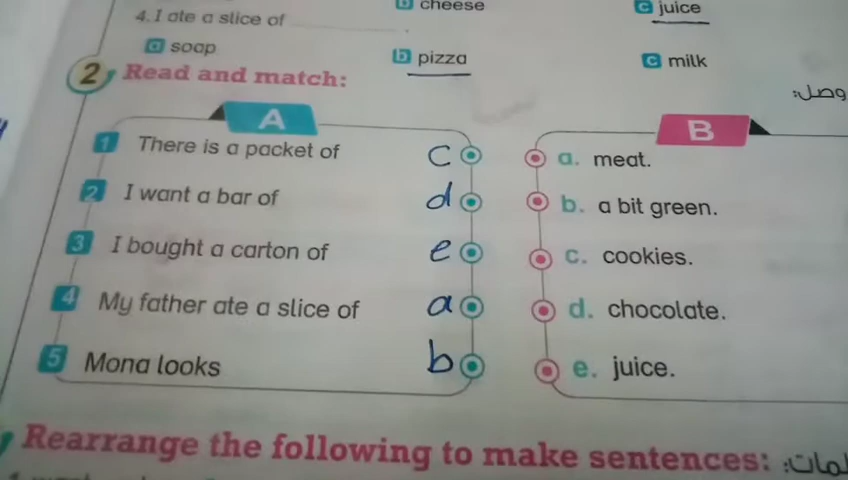 b cheese
c juice
4. I ate a slice of
a soap
b pizza
c milk
2 Read and match:
وصل:
A
B
1 There is a packet of c
a. meat.
2 I want a bar of d
b. a bit green.
3 I bought a carton of e
c. cookies.
4 My father ate a slice of a
d. chocolate.
5 Mona looks b
e. juice.
Rearrange the following to make sentences: